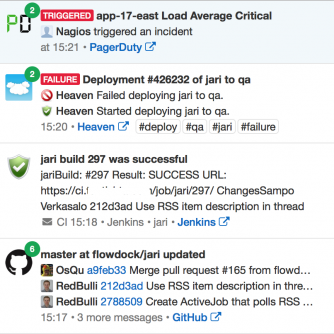 2
PD
TRIGGERED app-17-east Load Average Critical
Nagios triggered an incident
at 15:21 • PagerDuty
2
FAILURE Deployment #426232 of jari to qa
Heaven Failed deploying jari to qa.
Heaven Started deploying jari to qa.
15:20 • Heaven #deploy #qa #jari #failure
jari build 297 was successful
jariBuild: #297 Result: SUCCESS URL:
https://ci.f /job/jari/297/ ChangesSampo
Verkasalo 212d3ad Use RSS item description in thread
CI 15:18 • Jenkins • jari • Jenkins
6
master at flowdock/jari updated
OsQu a9feb33 Merge pull request #165 from flowd…
RedBulli 212d3ad Use RSS item description in thre…
RedBulli 2788509 Create ActiveJob that polls RSS …
15:17 • 3 more messages • GitHub